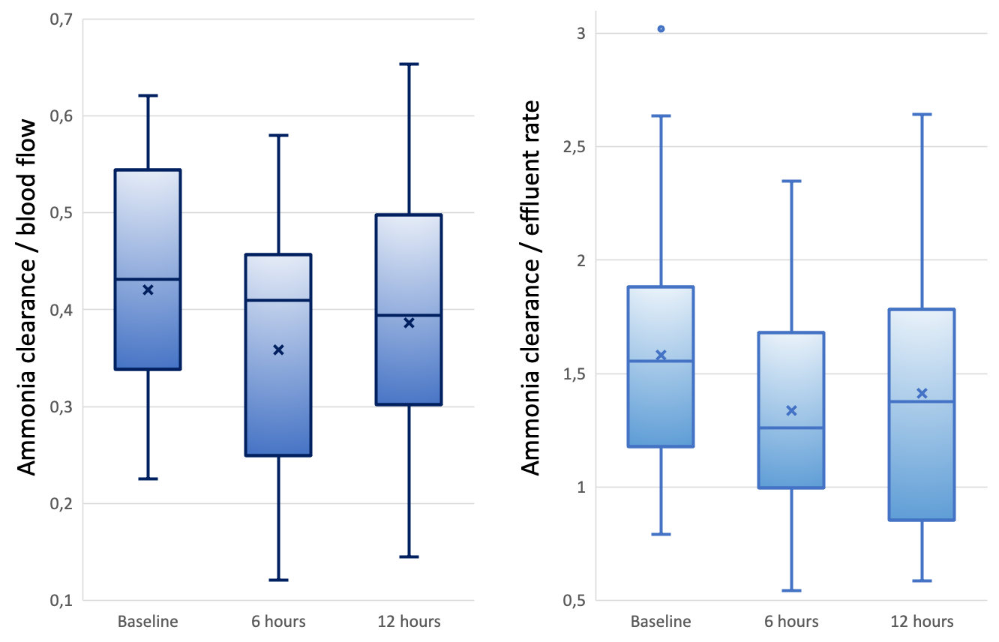 Ammonia clearance / blood flow
0,7
0,6
0,5
0,4
0,3
0,2
0,1
Baseline
6 hours
12 hours
Ammonia clearance / effluent rate
3
2,5
2
1,5
1
0,5
Baseline
6 hours
12 hours